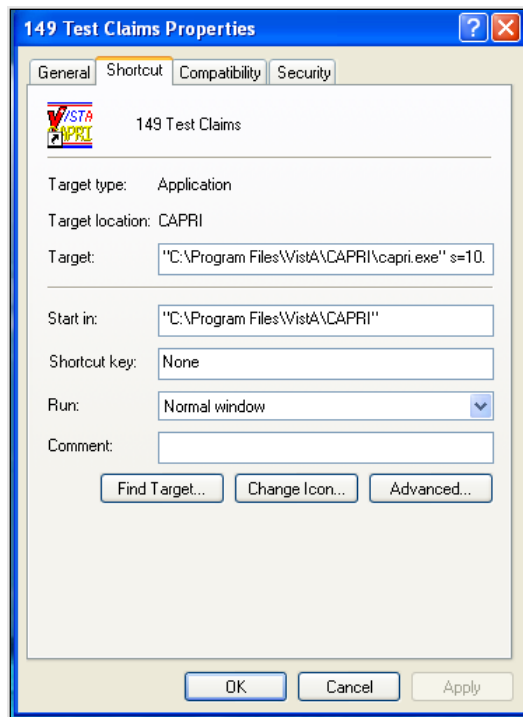 149 Test Claims Properties
General Shortcut Compatibility Security
VISTA
CAPRI
149 Test Claims
Target type: Application
Target location: CAPRI
Target: "C:\Program Files\VistA\CAPRI\capri.exe" s=10.
Start in: "C:\Program Files\VistA\CAPRI"
Shortcut key: None
Run: Normal window
Comment:
Find Target... Change Icon... Advanced...
OK Cancel Apply